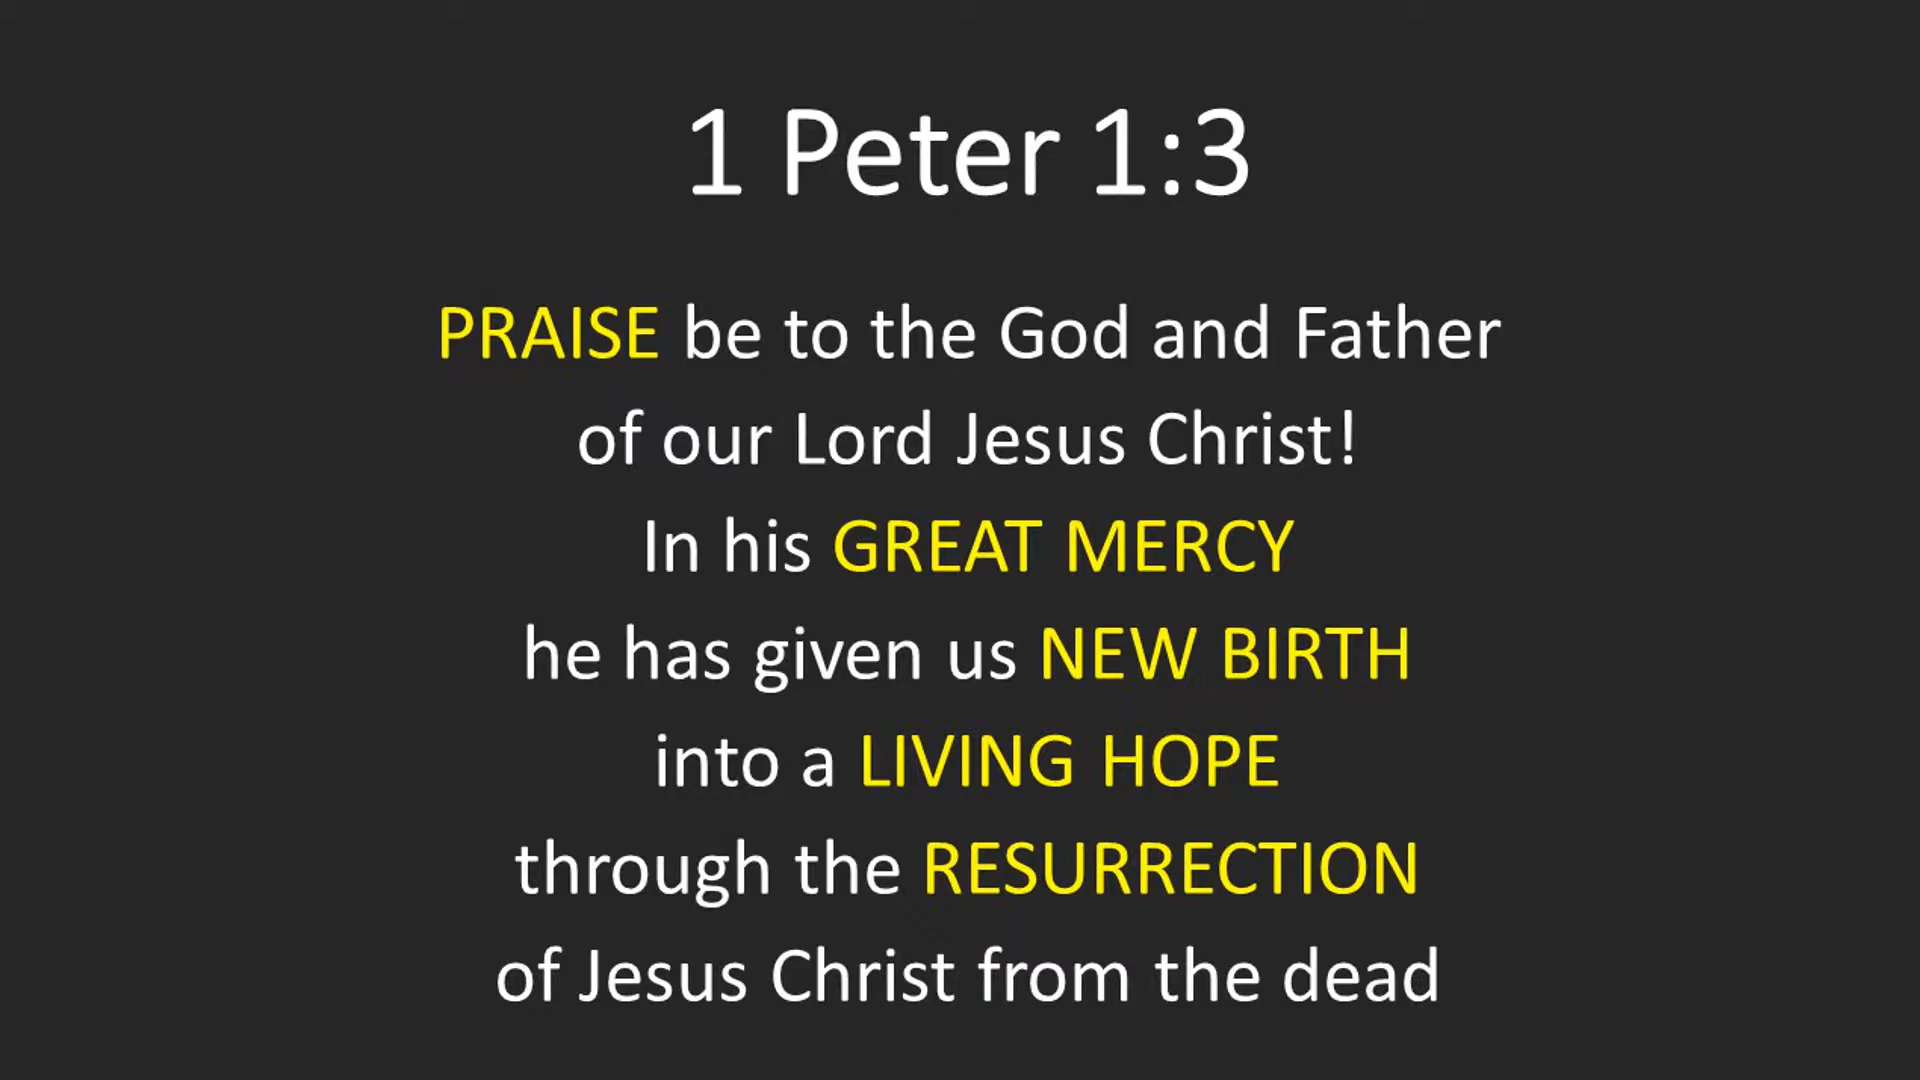 1 Peter 1:3
PRAISE be to the God and Father
of our Lord Jesus Christ!
In his GREAT MERCY
he has given us NEW BIRTH
into a LIVING HOPE
through the RESURRECTION
of Jesus Christ from the dead